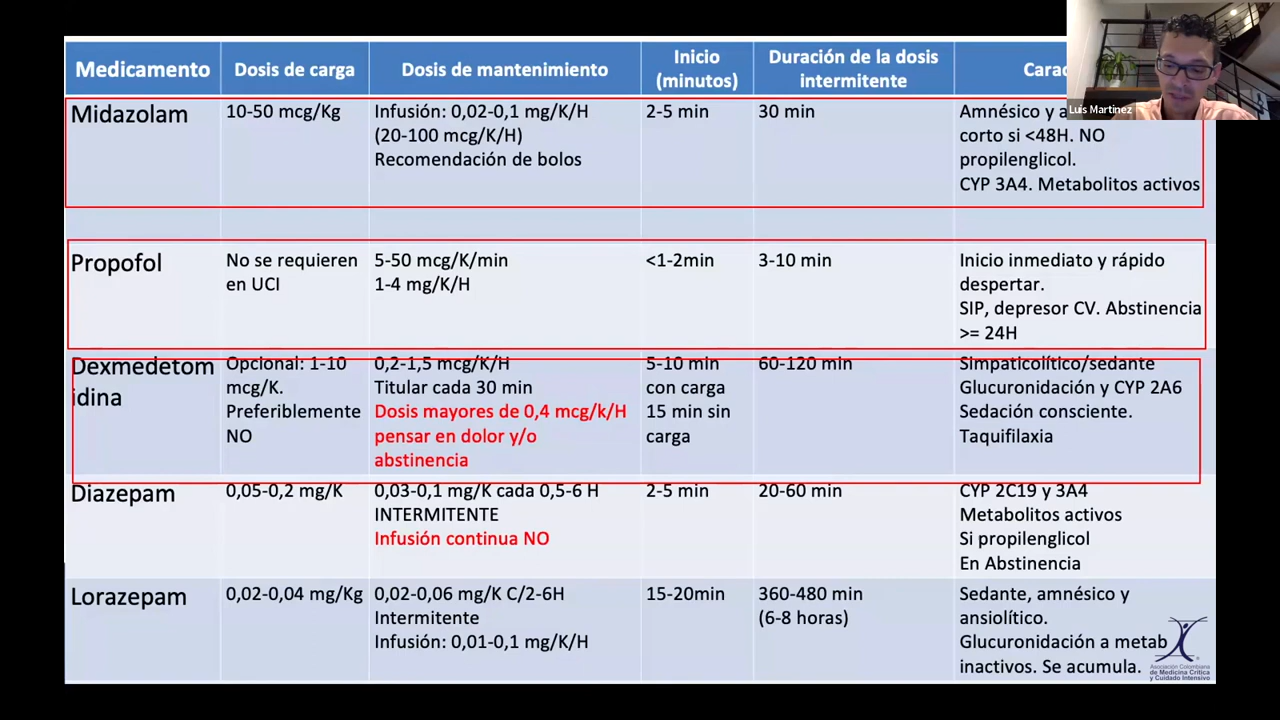 Medicamento
Dosis de carga
Dosis de mantenimiento
Inicio
(minutos)
Duración de la dosis
intermitente
Luis Martinez
Midazolam
10-50 mcg/Kg
Infusión: 0,02-0,1 mg/K/H
(20-100 mcg/K/H)
Recomendación de bolos
2-5 min
30 min
Amnésico y
corto si <48H. NO
propilenglicol.
CYP 3A4. Metabolitos activos
Propofol
No se requieren
en UCI
5-50 mcg/K/min
1-4 mg/K/H
<1-2min
3-10 min
Inicio inmediato y rápido
despertar.
SIP, depresor CV. Abstinencia
>= 24H
Dexmedetom
idina
Opcional: 1-10
mcg/K.
Preferiblemente
NO
0,2-1,5 mcg/K/H
Titular cada 30 min
Dosis mayores de 0,4 mcg/k/H
pensar en dolor y/o
abstinencia
5-10 min
con carga
15 min sin
carga
60-120 min
Simpaticolítico/sedante
Glucuronidación y CYP 2A6
Sedación consciente.
Taquifilaxia
Diazepam
0,05-0,2 mg/K
0,03-0,1 mg/K cada 0,5-6 H
INTERMITENTE
Infusión continua NO
2-5 min
20-60 min
CYP 2C19 y 3A4
Metabolitos activos
Si propilenglicol
En Abstinencia
Lorazepam
0,02-0,04 mg/Kg
0,02-0,06 mg/K C/2-6H
Intermitente
Infusión: 0,01-0,1 mg/K/H
15-20min
360-480 min
(6-8 horas)
Sedante, amnésico y
ansiolítico.
Glucuronidación a metab
inactivos. Se acumula.
Asociación Colombiana
de Medicina Crítica
y Cuidado Intensivo